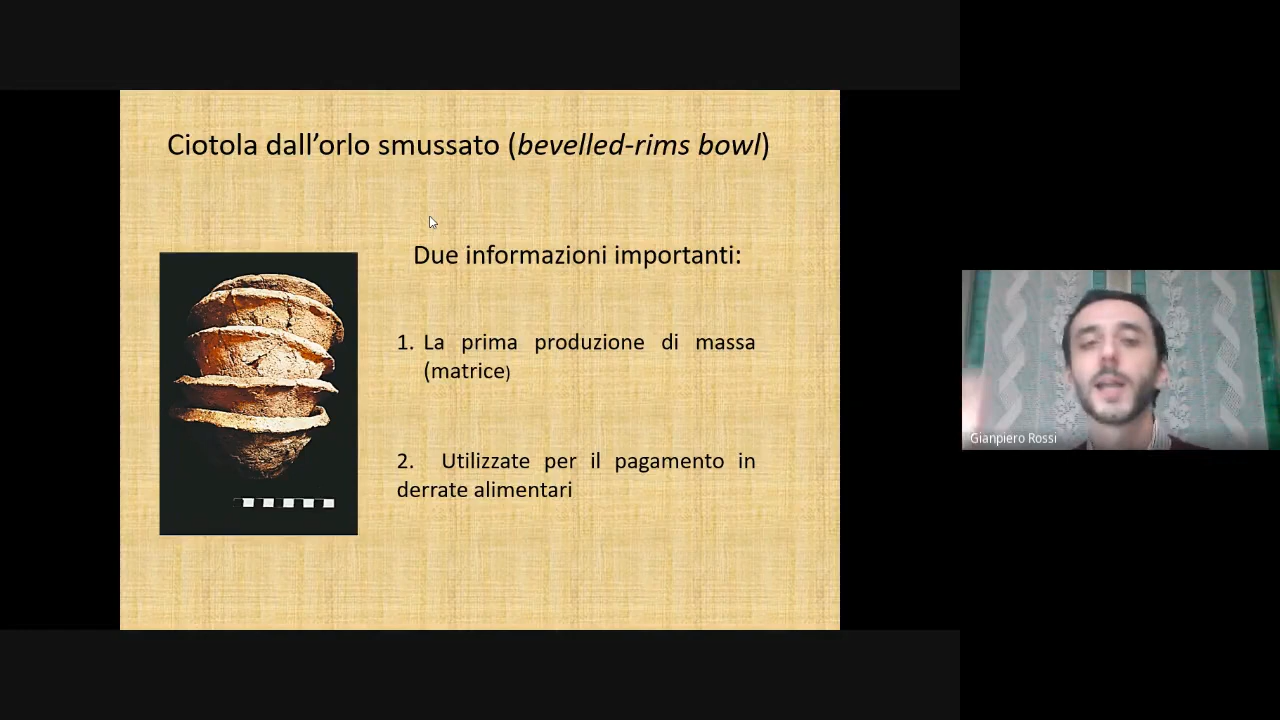 Ciotola dall’orlo smussato (bevelled-rims bowl)
Due informazioni importanti:
1. La prima produzione di massa
(matrice)
2. Utilizzate per il pagamento in
derrate alimentari
Gianpiero Rossi